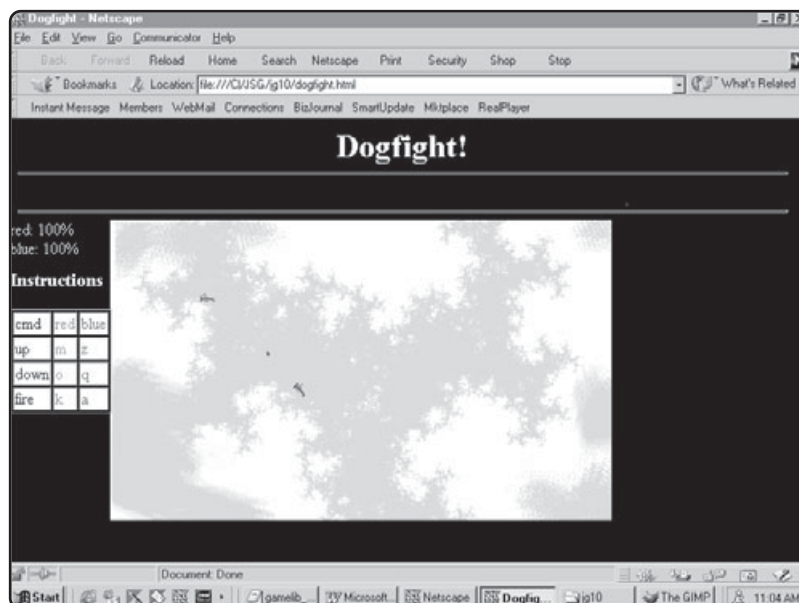 Dogfight - Netscape
File Edit View Go Communicator Help
Back Forward Reload Home Search Netscape Print Security Shop Stop
Bookmarks Location: file:///C|/JSG/jg10/dogfight.html What's Related
Instant Message Members WebMail Connections BizJournal SmartUpdate Mktplace RealPlayer
Dogfight!
red: 100%
blue: 100%
Instructions
cmd red blue
up m z
down o q
fire k a
Document: Done
Start gamelib_... Microsoft... Netscape Dogfig... jg10 The GIMP 11:04 AM